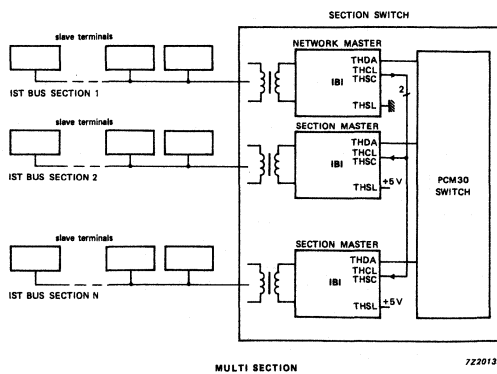 SECTION SWITCH
slave terminals
NETWORK MASTER
IBI
THDA
THCL
THSC
2
THSL
IST BUS SECTION 1
slave terminals
SECTION MASTER
IBI
THDA
THCL
THSC
THSL
+5V
IST BUS SECTION 2
PCM30
SWITCH
slave terminals
SECTION MASTER
IBI
THDA
THCL
THSC
THSL
+5V
IST BUS SECTION N
MULTI SECTION
7Z2013